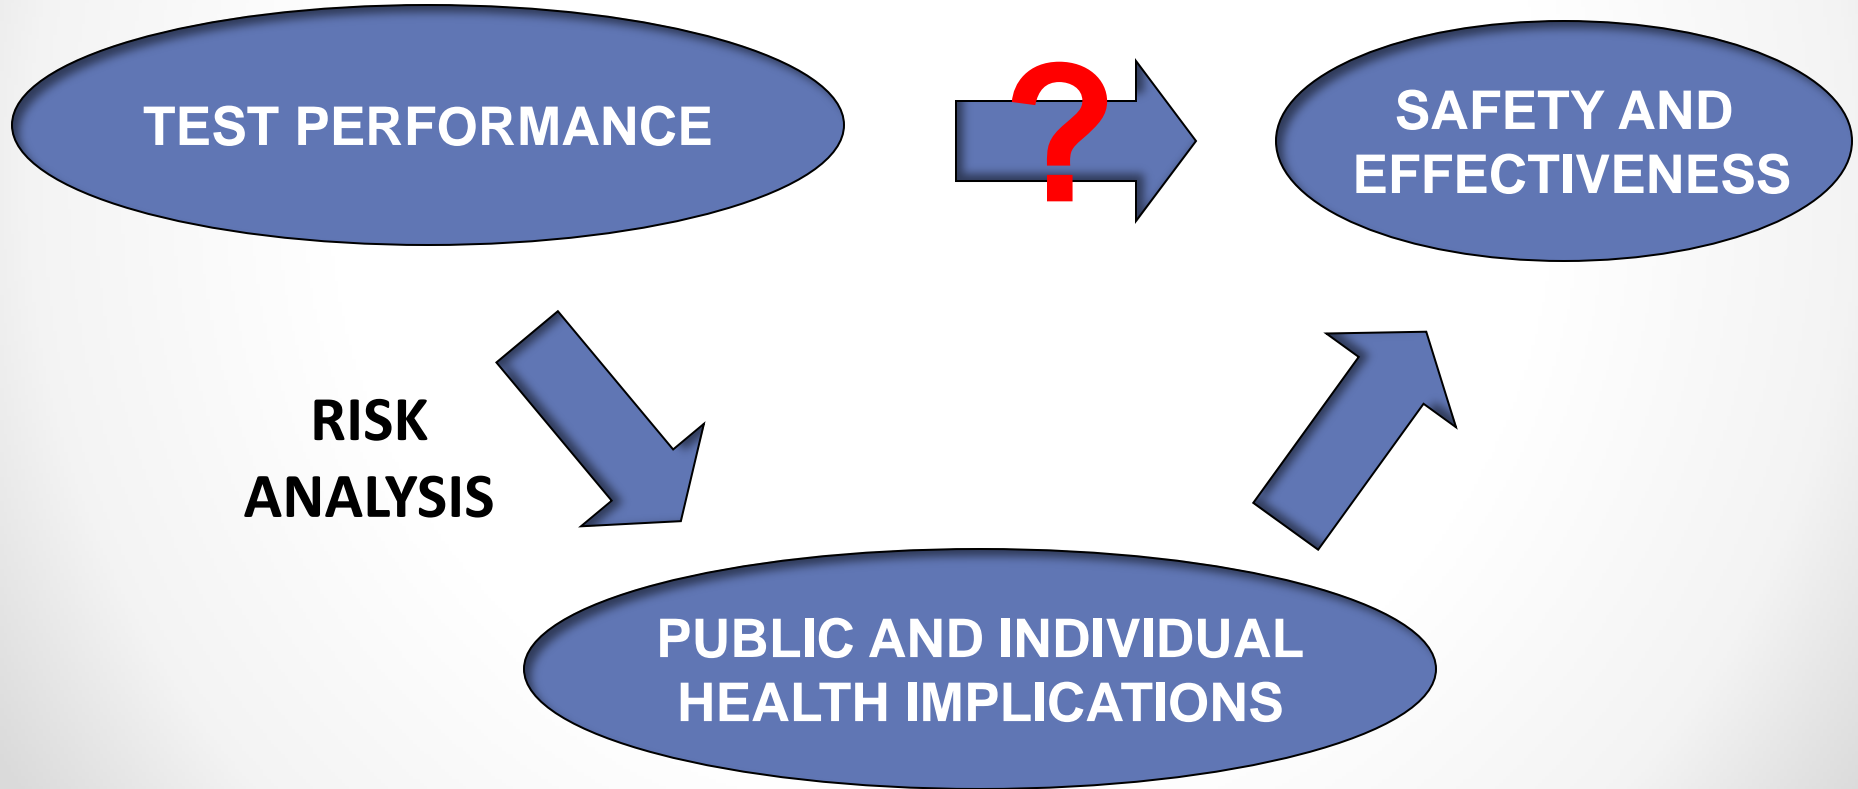 TEST PERFORMANCE
?
SAFETY AND
EFFECTIVENESS
RISK
ANALYSIS
PUBLIC AND INDIVIDUAL
HEALTH IMPLICATIONS